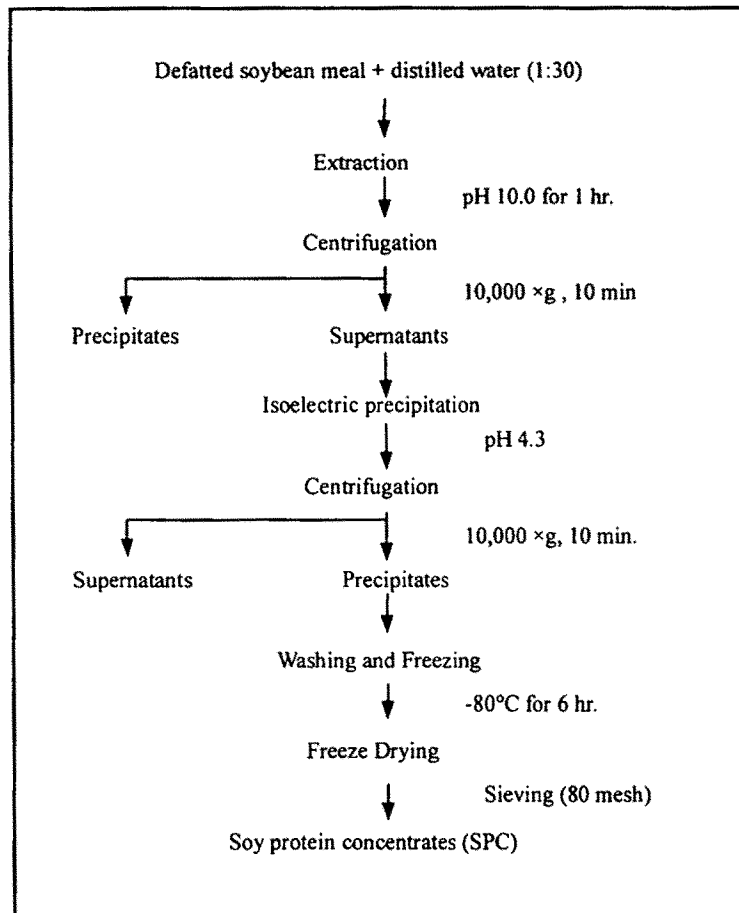 Defatted soybean meal + distilled water (1:30)
Extraction
pH 10.0 for 1 hr.
Centrifugation
10,000 ×g , 10 min
Precipitates
Supernatants
Isoelectric precipitation
pH 4.3
Centrifugation
10,000 ×g, 10 min.
Supernatants
Precipitates
Washing and Freezing
-80°C for 6 hr.
Freeze Drying
Sieving (80 mesh)
Soy protein concentrates (SPC)